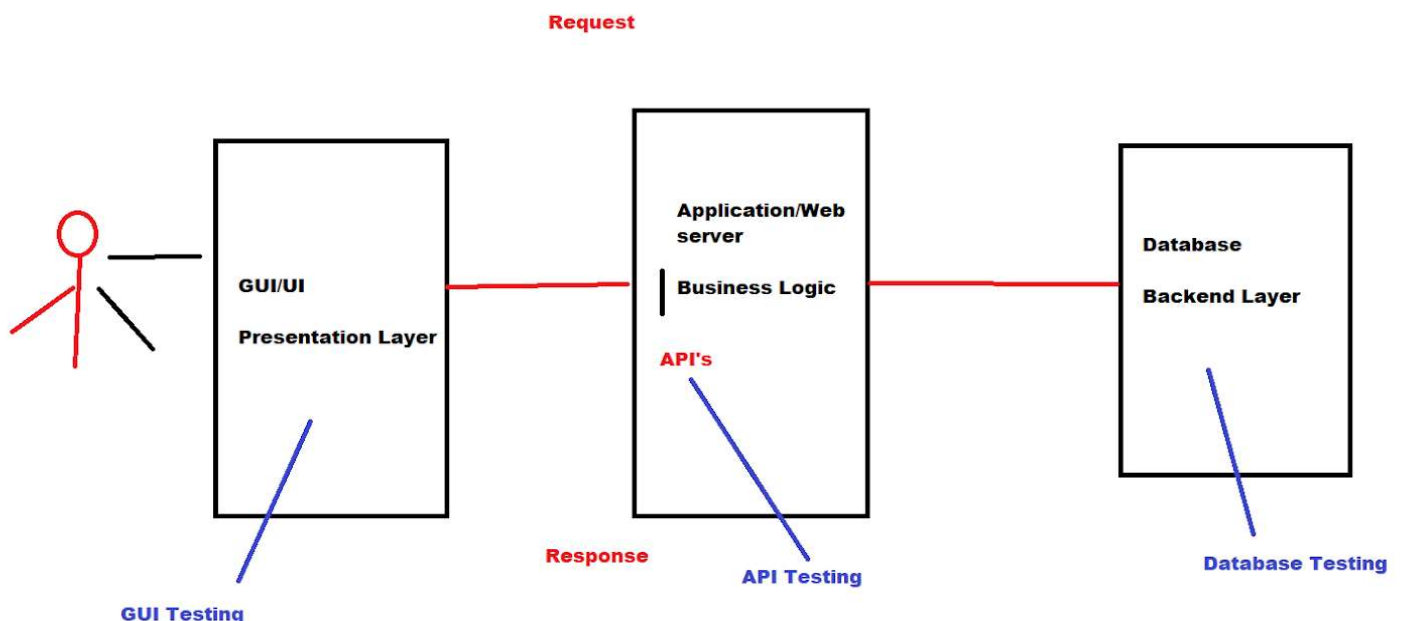 Request
GUI/UI
Presentation Layer
Application/Web
server
Business Logic
API's
Database
Backend Layer
Response
GUI Testing
API Testing
Database Testing